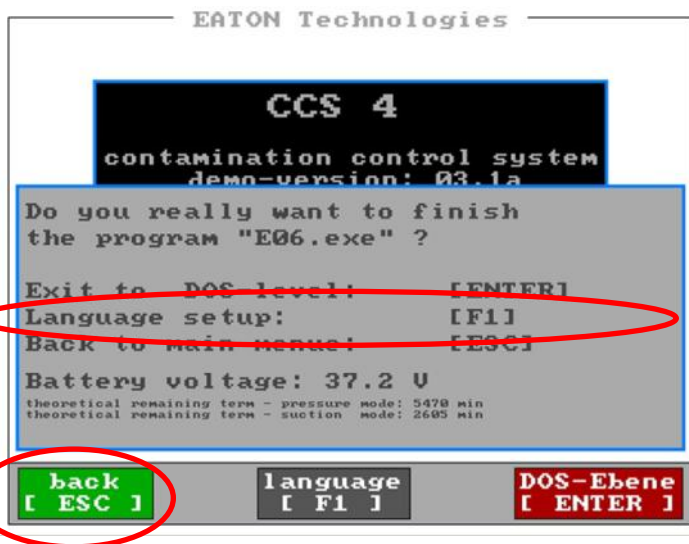 EATON Technologies
CCS 4
contamination control system
demo-version: 03.1a
Do you really want to finish
the program "E06.exe" ?
Exit to DOS-level: [ENTER]
Language setup: [F1]
Back to main menue: [ESC]
Battery voltage: 37.2 V
theoretical remaining term - pressure mode: 5470 min
theoretical remaining term - suction mode: 2605 min
back
[ ESC ]
language
[ F1 ]
DOS-Ebene
[ ENTER ]